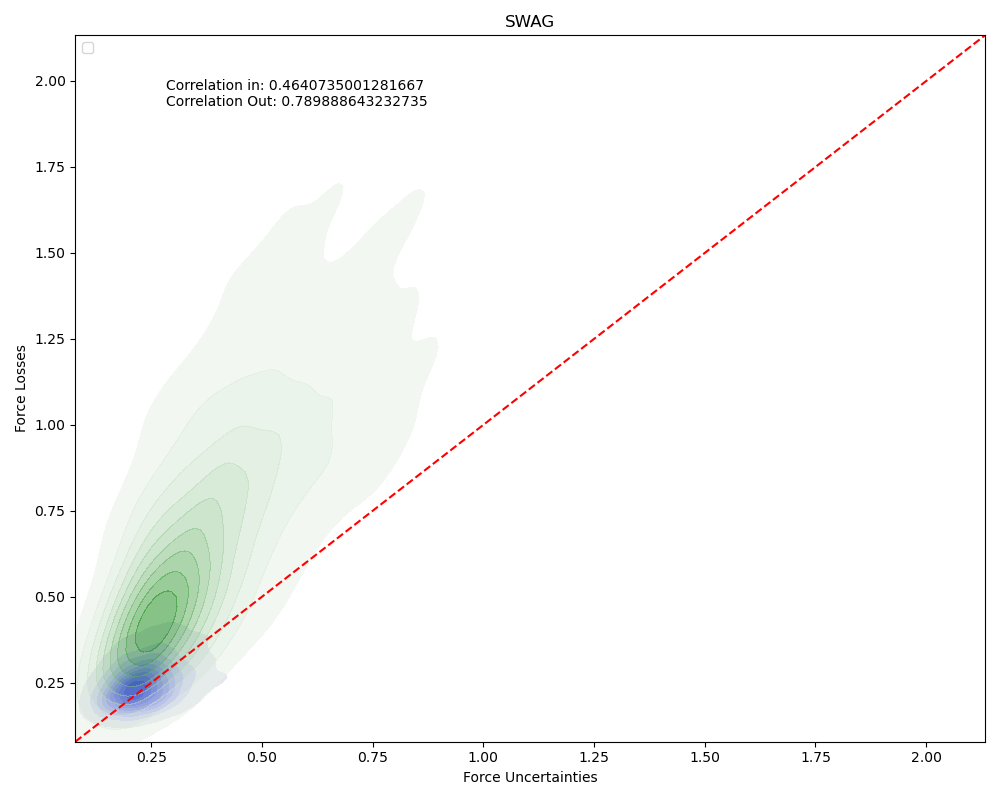 SWAG
Correlation in: 0.4640735001281667
Correlation Out: 0.789888643232735
2.00
1.75
1.50
1.25
1.00
0.75
0.50
0.25
Force Losses
0.25 0.50 0.75 1.00 1.25 1.50 1.75 2.00
Force Uncertainties